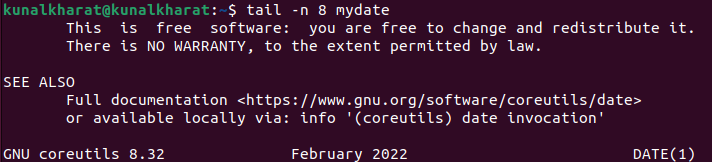 kunalkharat@kunalkharat:~$ tail -n 8 mydate
This is free software: you are free to change and redistribute it.
There is NO WARRANTY, to the extent permitted by law.
SEE ALSO
Full documentation <https://www.gnu.org/software/coreutils/date>
or available locally via: info '(coreutils) date invocation'
GNU coreutils 8.32 February 2022 DATE(1)